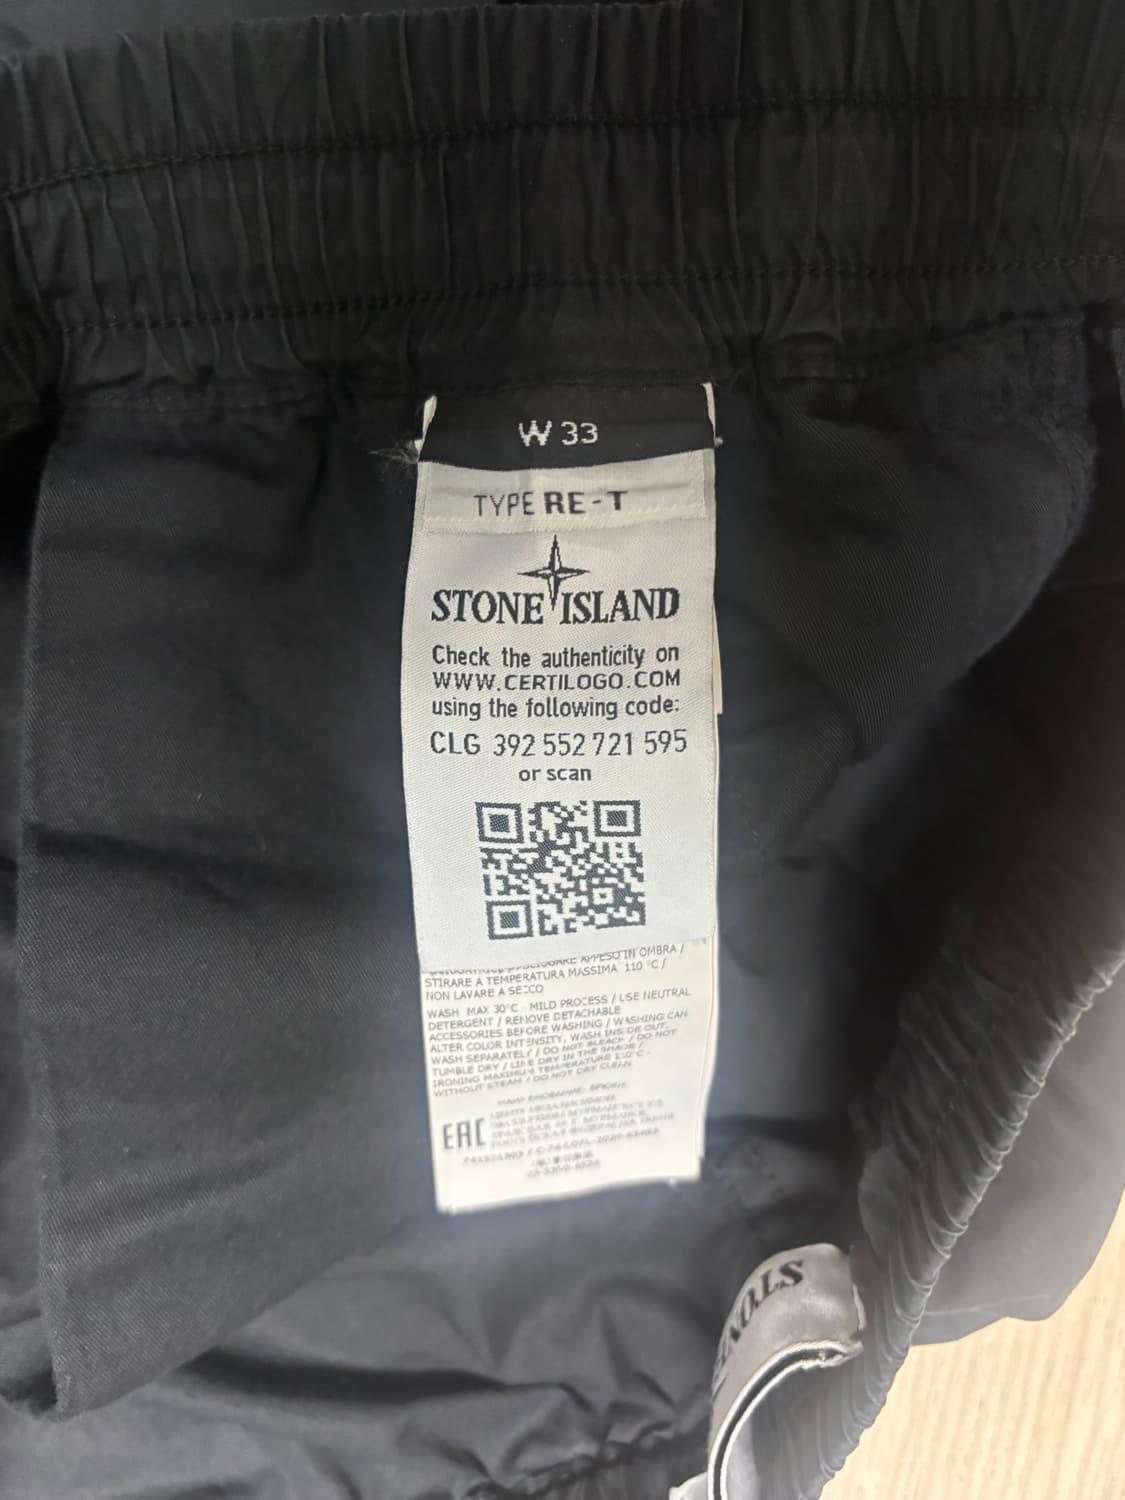 W 33
TYPE RE-T
STONE ISLAND
Check the authenticity on
WWW.CERTILOGO.COM
using the following code:
CLG 392 552 721 595
or scan
APPESO IN OMBRA /
STIRARE A TEMPERATURA MASSIMA 110°C /
NON LAVARE A SECCO
WASH MAX 30°C - MILD PROCESS / USE NEUTRAL
DETERGENT / REMOVE DETACHABLE
ACCESSORIES BEFORE WASHING / WASHING CAN
ALTER COLOR INTENSITY, WASH INSIDE OUT,
WASH SEPARATELY / DO NOT BLEACH / DO NOT
TUMBLE DRY / LINE DRY IN THE SHADE /
IRONING MAXIMUM TEMPERATURE 110°C -
WITHOUT STEAM / DO NOT DRY CLEAN
EAC